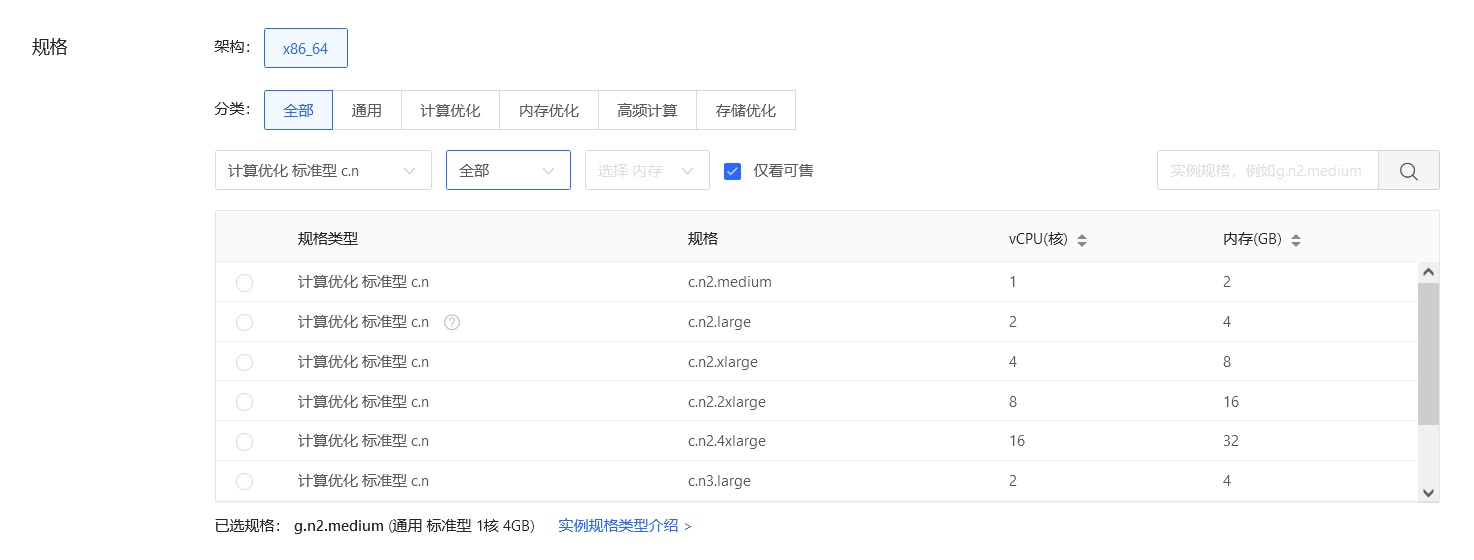 规格
架构： x86_64
分类： 全部 通用 计算优化 内存优化 高频计算 存储优化
计算优化 标准型 c.n 全部 选择 内存 仅看可售 实例规格，例如g.n2.medium
规格类型 规格 vCPU(核) 内存(GB)
计算优化 标准型 c.n c.n2.medium 1 2
计算优化 标准型 c.n ? c.n2.large 2 4
计算优化 标准型 c.n c.n2.xlarge 4 8
计算优化 标准型 c.n c.n2.2xlarge 8 16
计算优化 标准型 c.n c.n2.4xlarge 16 32
计算优化 标准型 c.n c.n3.large 2 4
已选规格： g.n2.medium (通用 标准型 1核 4GB) 实例规格类型介绍 >